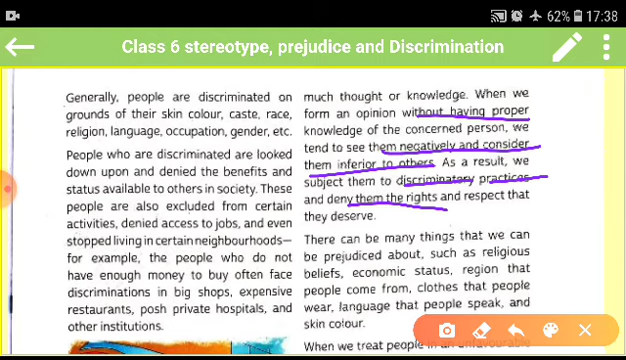 62% 17:38
Class 6 stereotype, prejudice and Discrimination
Generally, people are discriminated on
grounds of their skin colour, caste, race,
religion, language, occupation, gender, etc.
People who are discriminated are looked
down upon and denied the benefits and
status available to others in society. These
people are also excluded from certain
activities, denied access to jobs, and even
stopped living in certain neighbourhoods—
for example, the people who do not
have enough money to buy often face
discriminations in big shops, expensive
restaurants, posh private hospitals, and
other institutions.
much thought or knowledge. When we
form an opinion without having proper
knowledge of the concerned person, we
tend to see them negatively and consider
them inferior to others. As a result, we
subject them to discriminatory practices
and deny them the rights and respect that
they deserve.
There can be many things that we can
be prejudiced about, such as religious
beliefs, economic status, region that
people come from, clothes that people
wear, language that people speak, and
skin colour.
When we treat people in an unfavourable